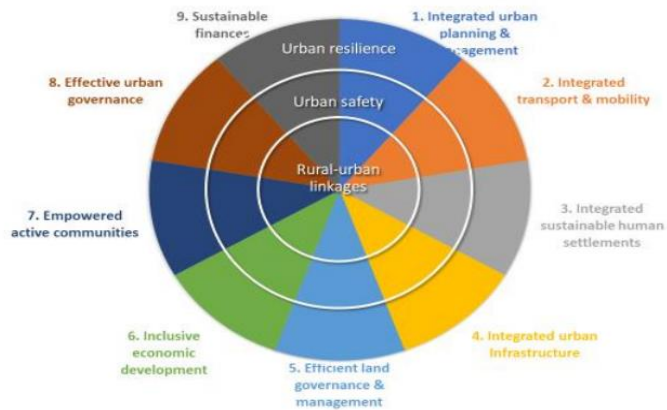 9. Sustainable
finances
1. Integrated urban
planning &
management
Urban resilience
8. Effective urban
governance
2. Integrated
transport & mobility
Urban safety
Rural-urban
linkages
7. Empowered
active communities
3. Integrated
sustainable human
settlements
6. Inclusive
economic
development
4. Integrated urban
Infrastructure
5. Efficient land
governance &
management